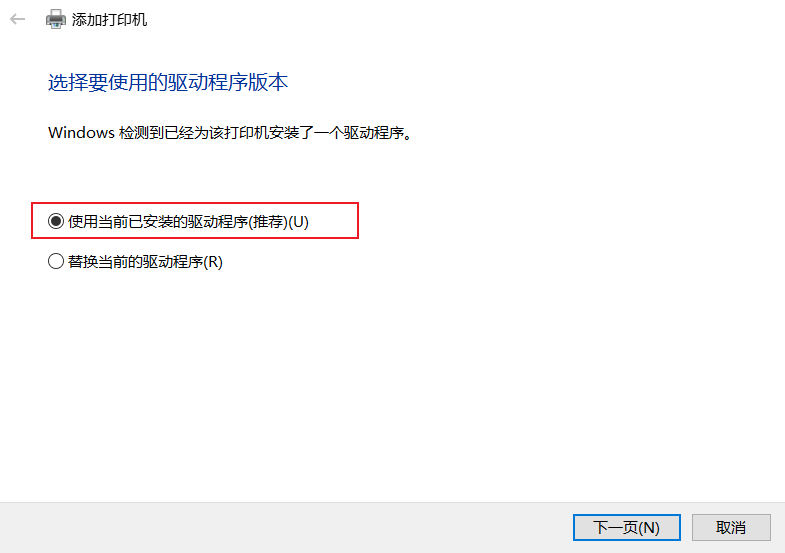 添加打印机
选择要使用的驱动程序版本
Windows 检测到已经为该打印机安装了一个驱动程序。
使用当前已安装的驱动程序(推荐)(U)
替换当前的驱动程序(R)
下一页(N) 取消